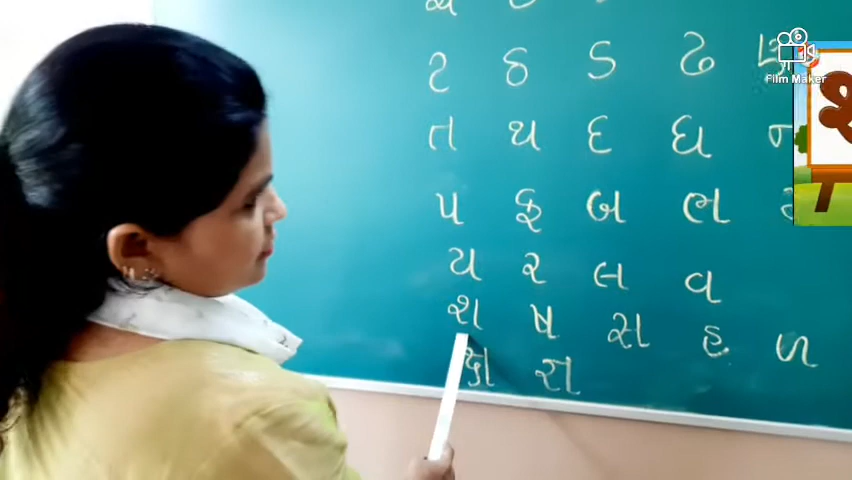 ટ ઠ ડ ઢ ણ
ત થ દ ધ ન
પ ફ બ ભ
ય ર લ વ
શ ષ સ હ ળ
ક્ષ જ્ઞ
Film Maker